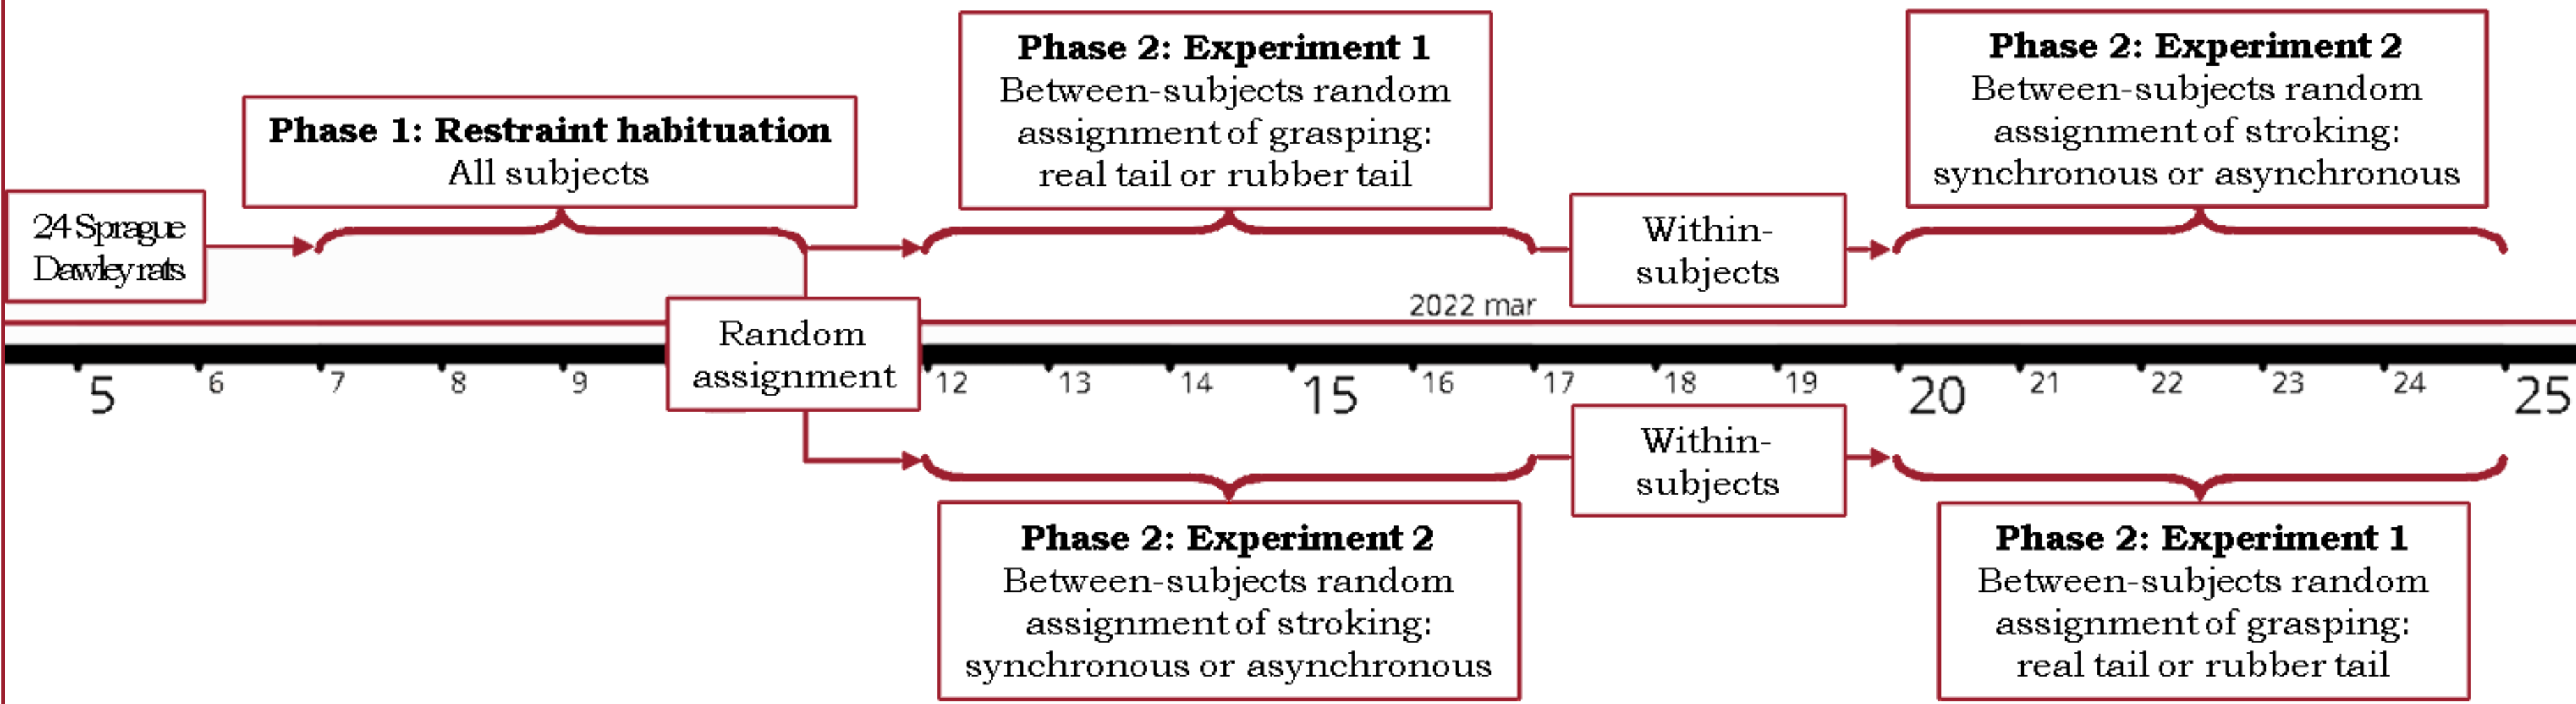 24 Sprague
Dawley rats
Phase 1: Restraint habituation
All subjects
Random
assignment
Phase 2: Experiment 1
Between-subjects random
assignment of grasping:
real tail or rubber tail
Within-
subjects
Phase 2: Experiment 2
Between-subjects random
assignment of stroking:
synchronous or asynchronous
2022 mar
5 6 7 8 9 12 13 14 15 16 17 18 19 20 21 22 23 24 25
Phase 2: Experiment 2
Between-subjects random
assignment of stroking:
synchronous or asynchronous
Within-
subjects
Phase 2: Experiment 1
Between-subjects random
assignment of grasping:
real tail or rubber tail